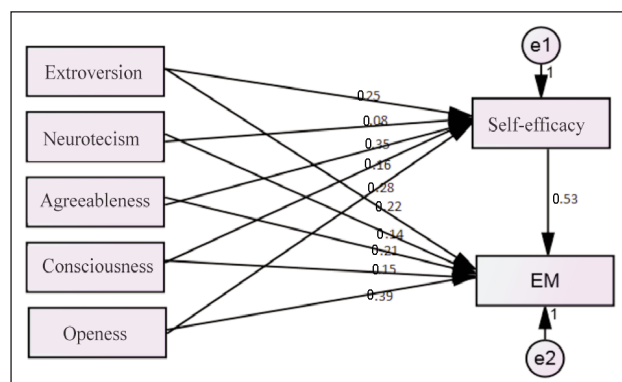 Extroversion
Neurotecism
Agreeableness
Consciousness
Openess
0.25
0.08
0.35
0.16
0.28
0.22
0.14
0.21
0.15
0.39
e1
1
Self-efficacy
0.53
EM
1
e2